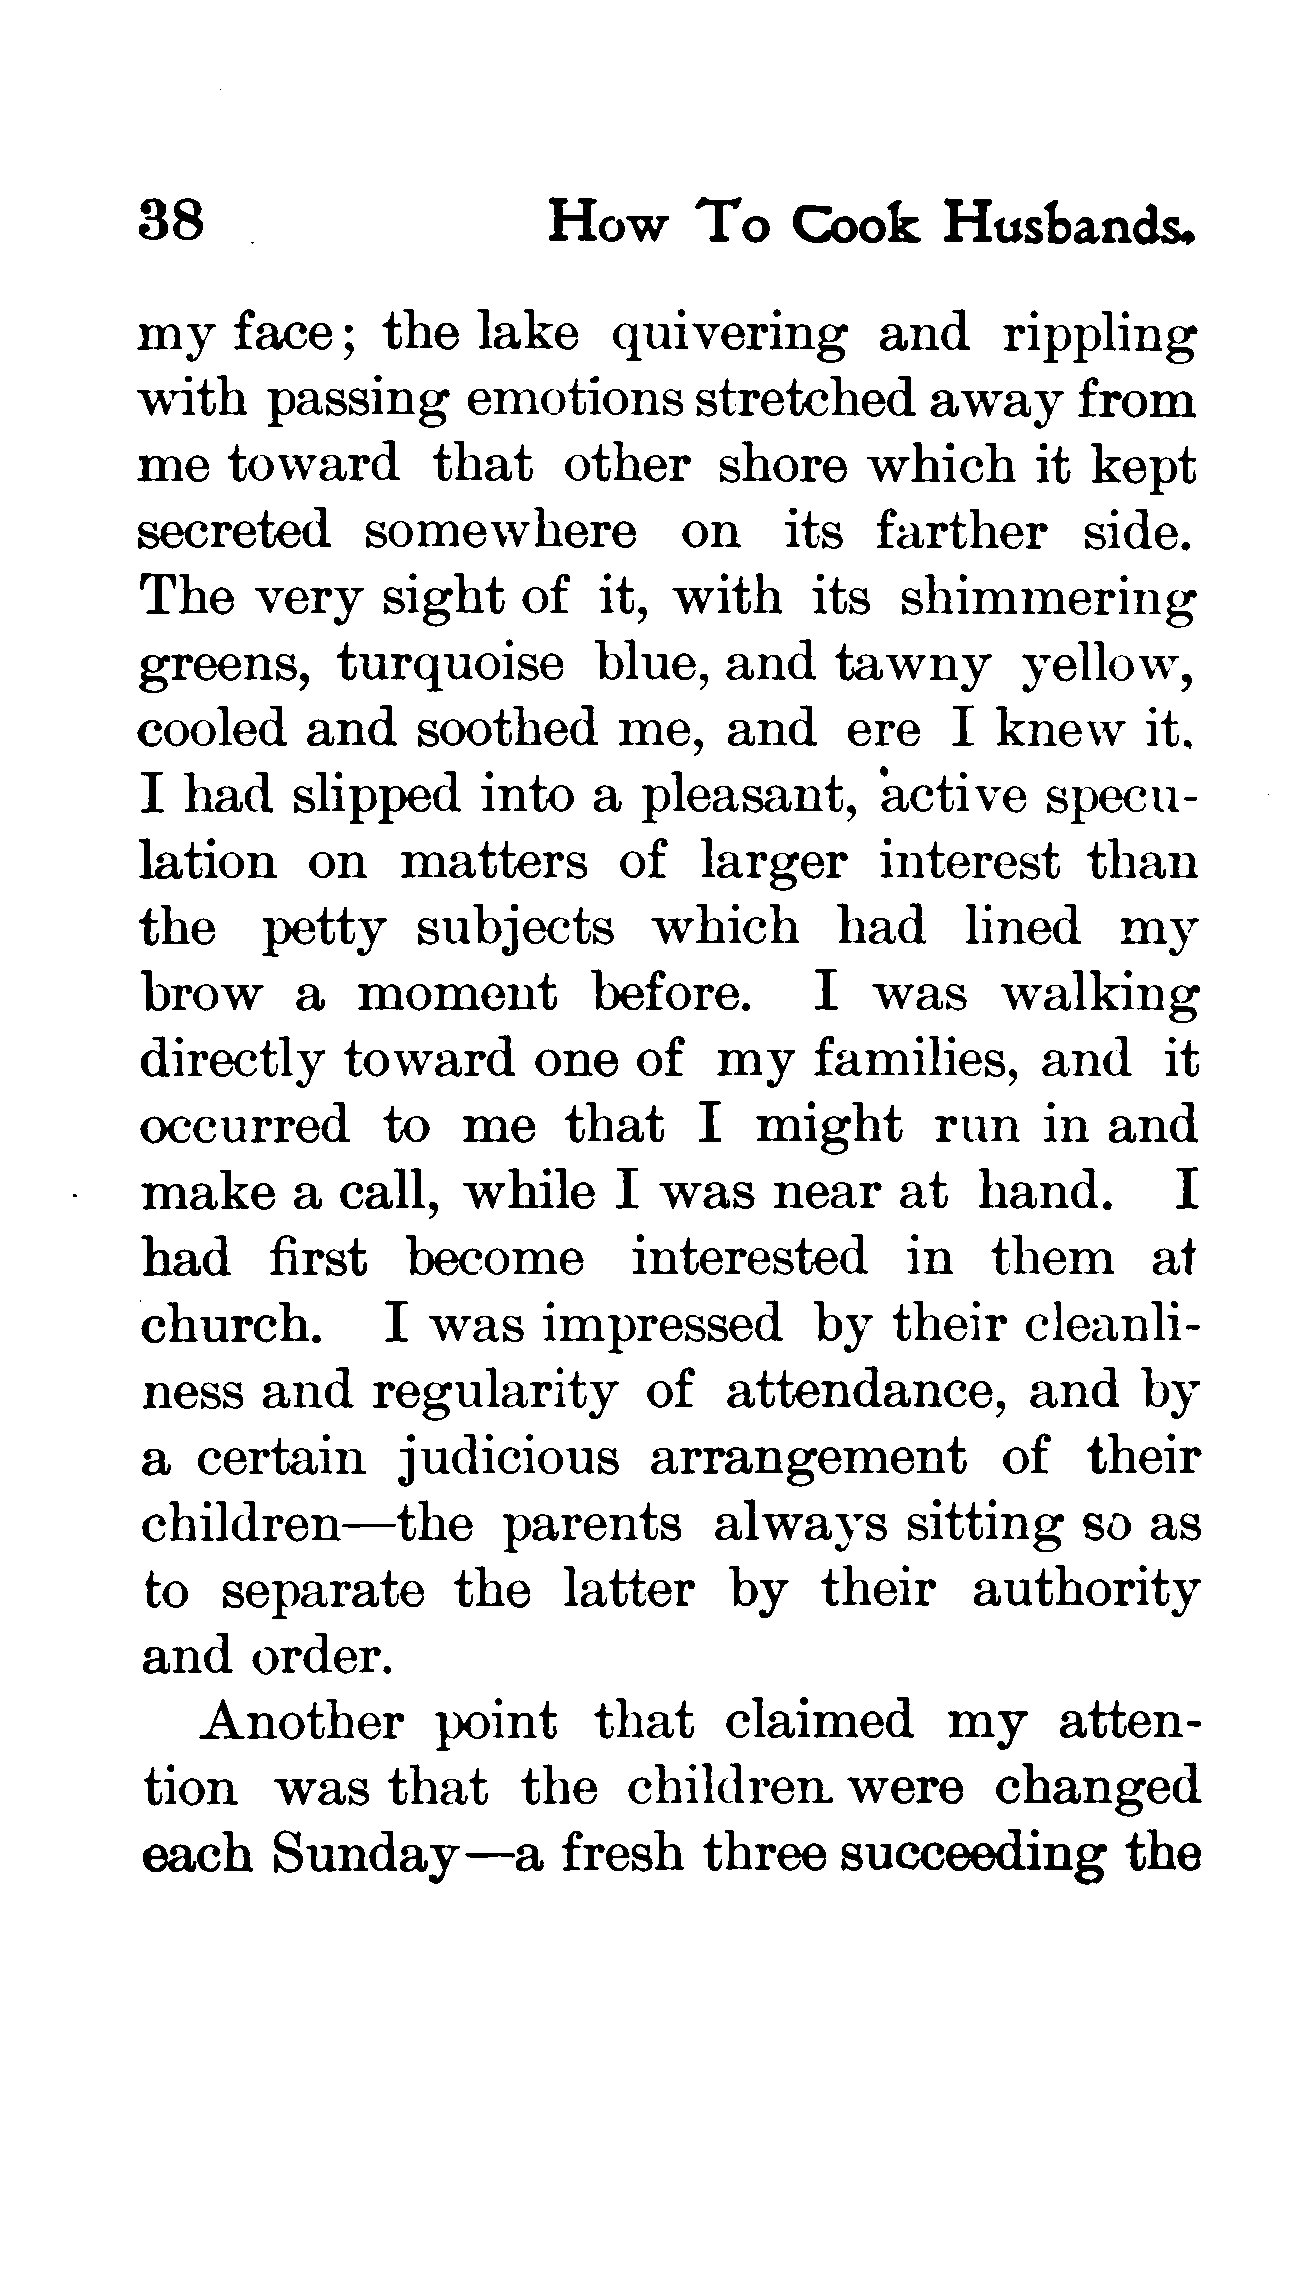 38 How To Cook Husbands.
my face; the lake quivering and rippling
with passing emotions stretched away from
me toward that other shore which it kept
secreted somewhere on its farther side.
The very sight of it, with its shimmering
greens, turquoise blue, and tawny yellow,
cooled and soothed me, and ere I knew it.
I had slipped into a pleasant, active specu-
lation on matters of larger interest than
the petty subjects which had lined my
brow a moment before. I was walking
directly toward one of my families, and it
occurred to me that I might run in and
make a call, while I was near at hand. I
had first become interested in them at
church. I was impressed by their cleanli-
ness and regularity of attendance, and by
a certain judicious arrangement of their
children—the parents always sitting so as
to separate the latter by their authority
and order.
Another point that claimed my atten-
tion was that the children were changed
each Sunday—a fresh three succeeding the